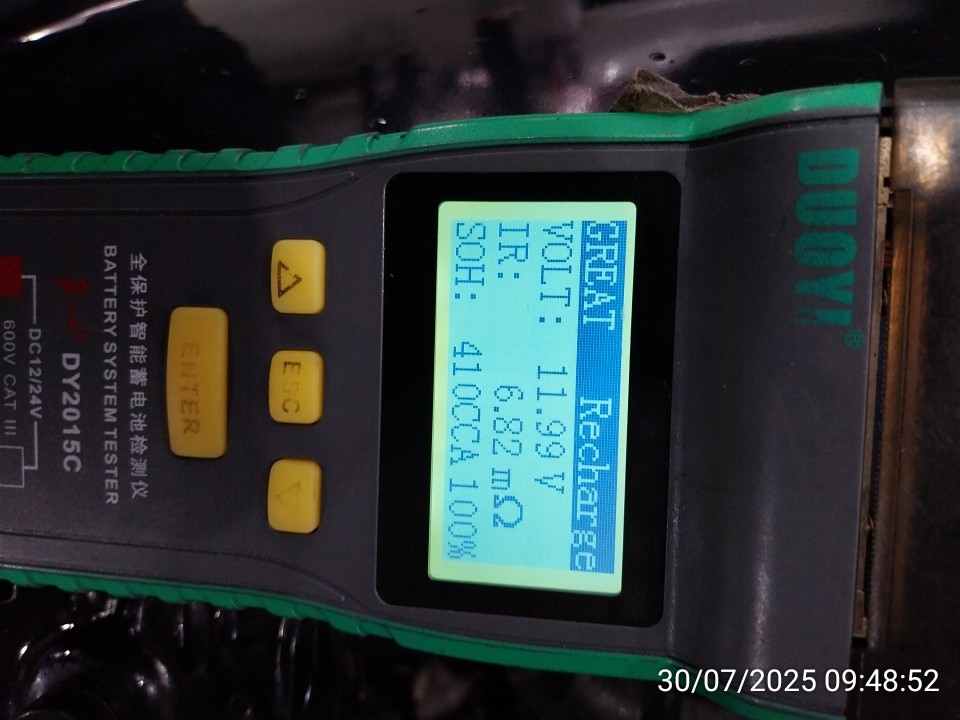 DUOYI®
GREAT Recharge
VOLT: 11.99 V
IR: 6.82 mΩ
SOH: 410CCA 100%
ESC
ENTER
全保护智能蓄电池检测仪
BATTERY SYSTEM TESTER
DY2015C
DC12/24V
600V CAT III
30/07/2025 09:48:52